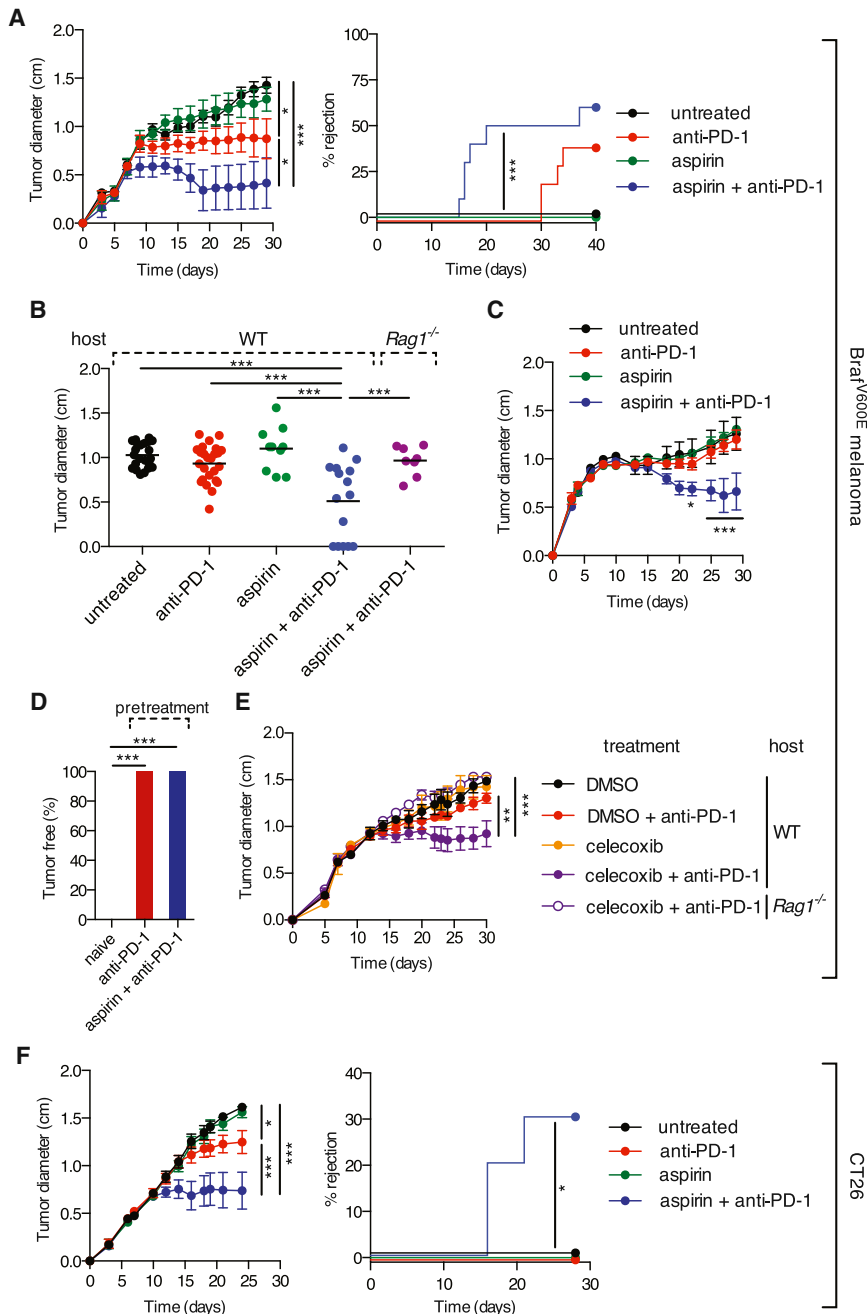 A
Tumor diameter (cm)
2.0
1.5
1.0
0.5
0.0
0 5 10 15 20 25 30
Time (days)
*
*
***
% rejection
100
75
50
25
0
0 10 20 30 40
Time (days)
***
untreated
anti-PD-1
aspirin
aspirin + anti-PD-1
B
host WT Rag1-/-
***
***
*** ***
Tumor diameter (cm)
2.0
1.5
1.0
0.5
0.0
untreated
anti-PD-1
aspirin
aspirin + anti-PD-1
aspirin + anti-PD-1
C
untreated
anti-PD-1
aspirin
aspirin + anti-PD-1
Tumor diameter (cm)
2.0
1.5
1.0
0.5
0.0
0 5 10 15 20 25 30
Time (days)
*
***
BrafV600E melanoma
D
pretreatment
***
***
Tumor free (%)
100
80
60
40
20
0
naive
anti-PD-1
aspirin + anti-PD-1
E
Tumor diameter (cm)
2.0
1.5
1.0
0.5
0.0
0 5 10 15 20 25 30
Time (days)
**
***
treatment host
DMSO
DMSO + anti-PD-1
celecoxib
celecoxib + anti-PD-1
WT
celecoxib + anti-PD-1 Rag1-/-
F
Tumor diameter (cm)
2.0
1.5
1.0
0.5
0.0
0 5 10 15 20 25 30
Time (days)
*
***
***
% rejection
40
30
20
10
0
0 10 20 30
Time (days)
*
untreated
anti-PD-1
aspirin
aspirin + anti-PD-1
CT26